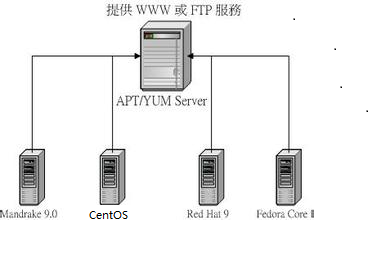 提供 WWW 或 FTP 服務
APT/YUM Server
Mandrake 9.0
CentOS
Red Hat 9
Fedora Core II